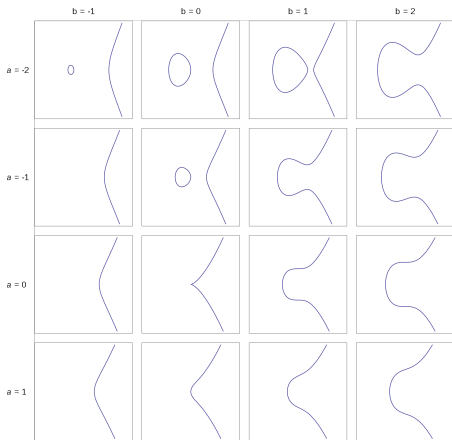 b = -1 b = 0 b = 1 b = 2
a = -2
a = -1
a = 0
a = 1